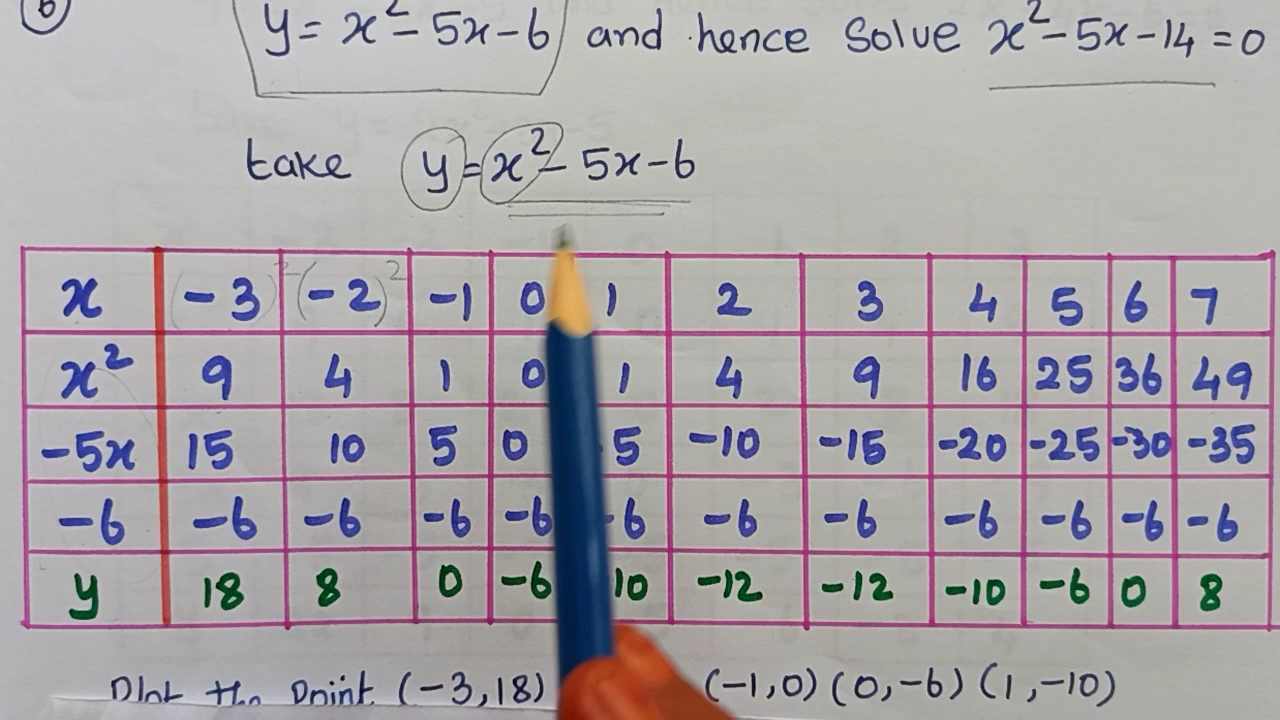 6
y = x² - 5x - 6 and hence solve x² - 5x - 14 = 0
take y = x² - 5x - 6
x (-3)² (-2)² -1 0 1 2 3 4 5 6 7
x² 9 4 1 0 1 4 9 16 25 36 49
-5x 15 10 5 0 5 -10 -15 -20 -25 -30 -35
-6 -6 -6 -6 -6 -6 -6 -6 -6 -6 -6 -6
y 18 8 0 -6 10 -12 -12 -10 -6 0 8
Plot the Point (-3,18) (-1,0) (0,-6) (1,-10)